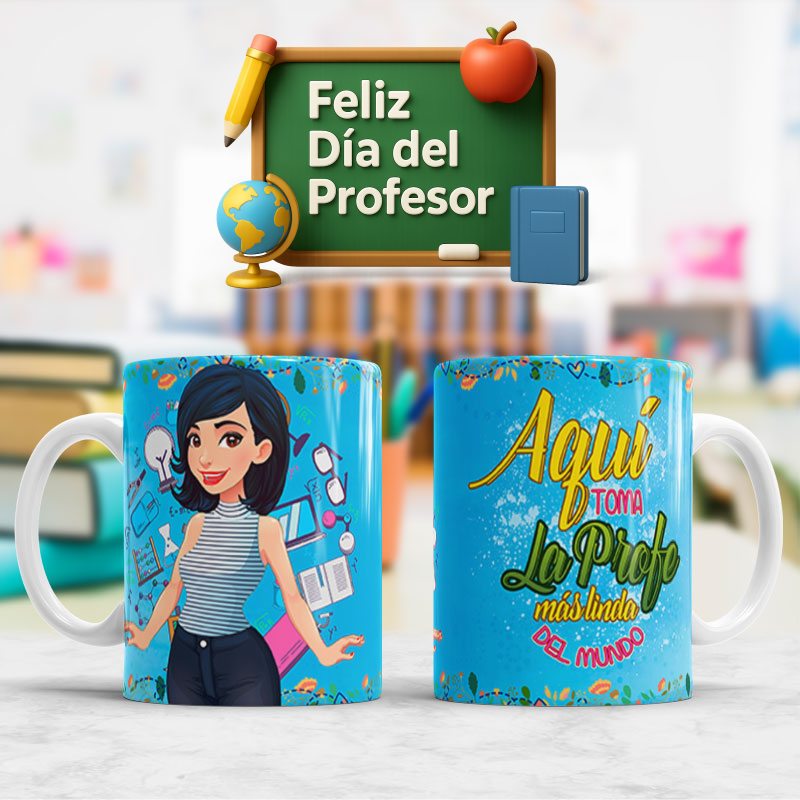 Feliz
Día del
Profesor
Aquí
TOMA
La Profe
más linda
DEL MUNDO